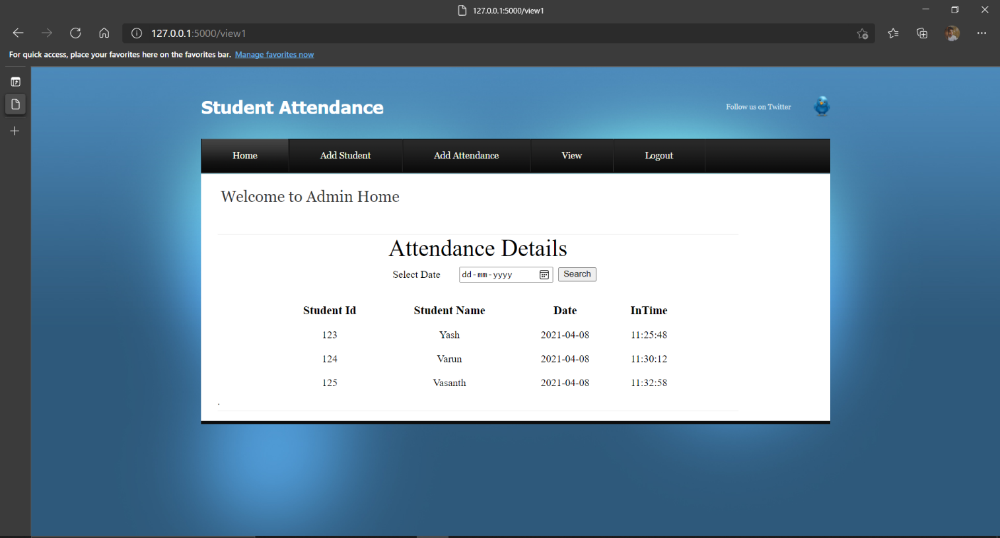 127.0.0.1:5000/view1
127.0.0.1:5000/view1
For quick access, place your favorites here on the favorites bar. Manage favorites now
Student Attendance
Follow us on Twitter
Home Add Student Add Attendance View Logout
Welcome to Admin Home
Attendance Details
Select Date dd-mm-yyyy Search
Student Id Student Name Date InTime
123 Yash 2021-04-08 11:25:48
124 Varun 2021-04-08 11:30:12
125 Vasanth 2021-04-08 11:32:58
.